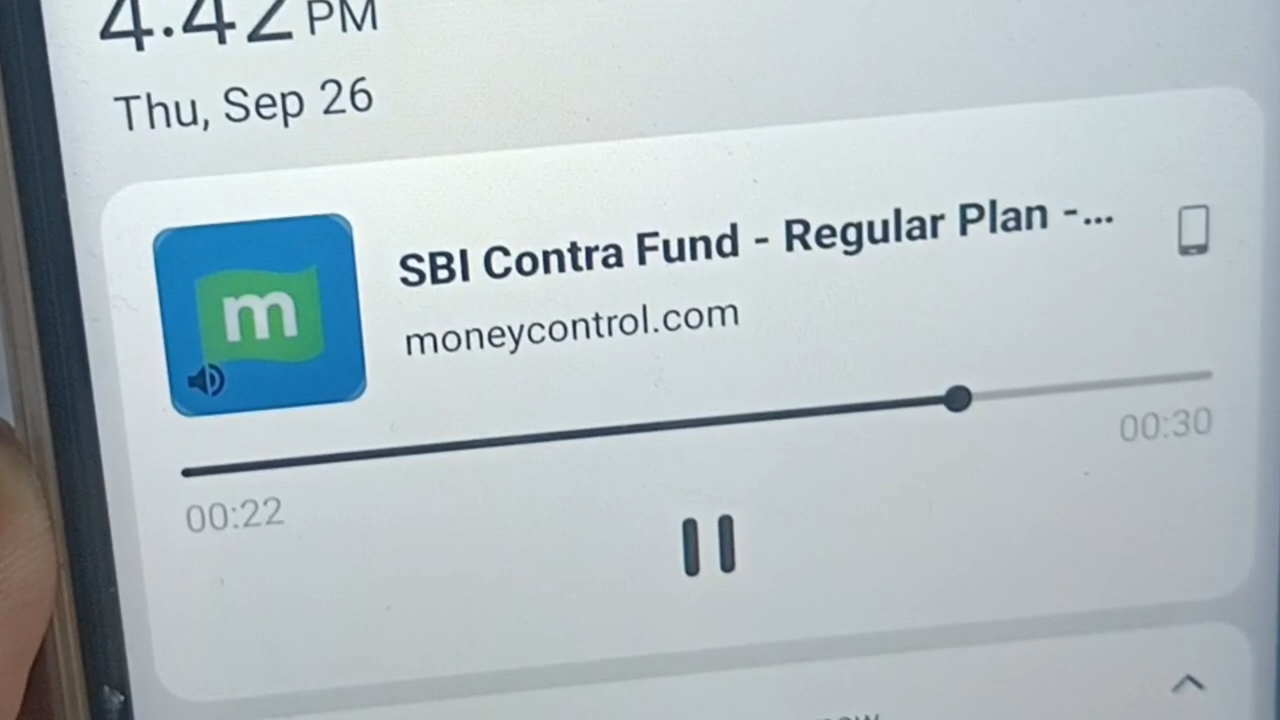 4:42 PM
Thu, Sep 26
m
SBI Contra Fund - Regular Plan -...
moneycontrol.com
00:22
00:30